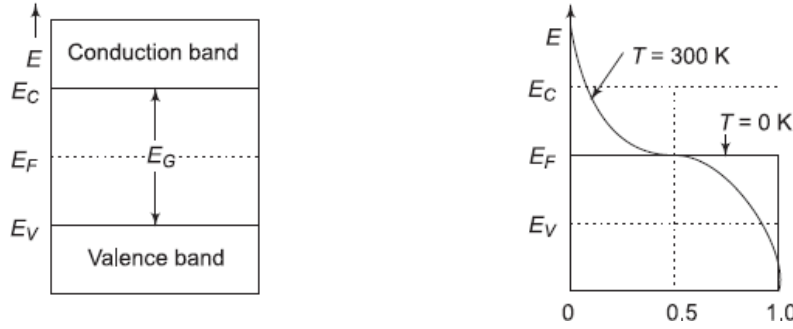 E
Conduction band
E_C
E_F
E_G
E_V
Valence band
E
T = 300 K
E_C
T = 0 K
E_F
E_V
0 0.5 1.0